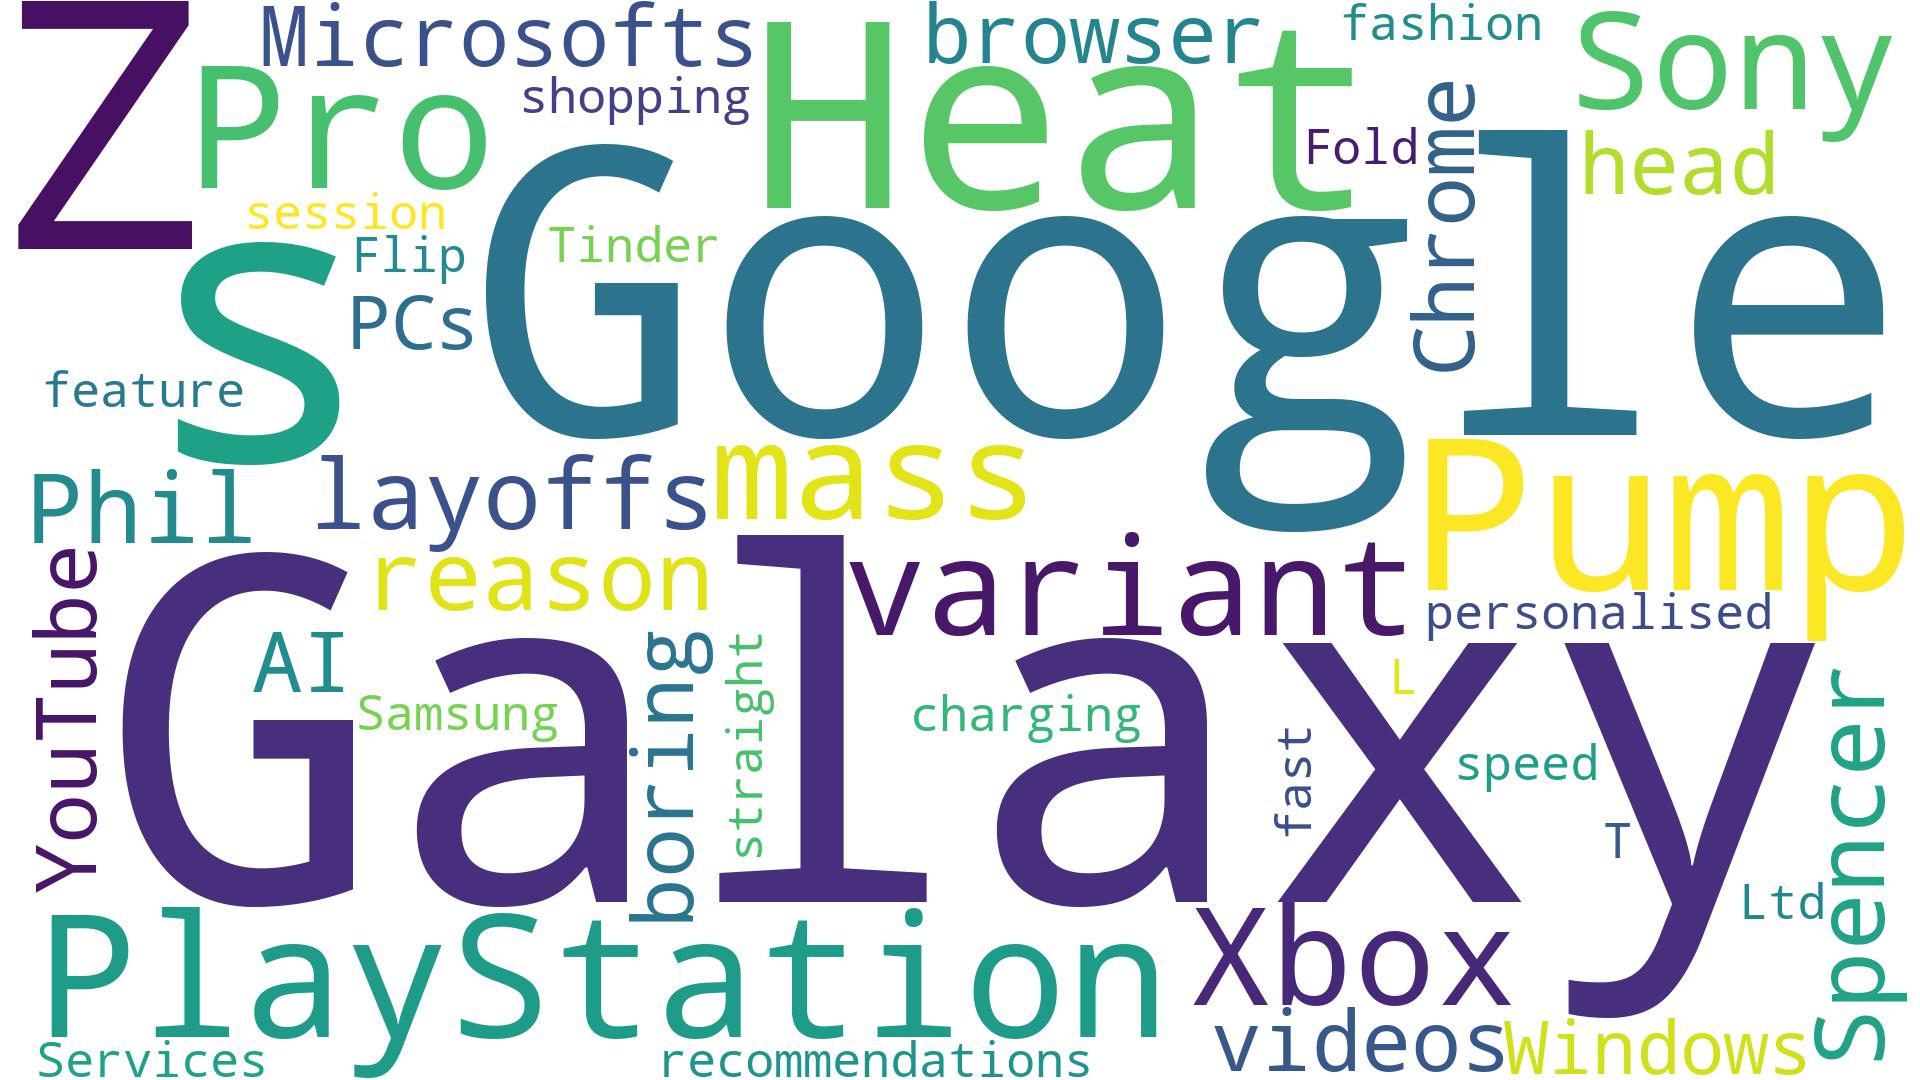 Z
Microsofts
browser
fashion
Sony
Pro
shopping
Heat
Fold
Chrome
head
session
Flip
Tinder
Google
s
PCs
feature
Phil
layoffs
mass
Pump
YouTube
reason
variant
personalised
AI
Galaxy
Samsung
boring
straight
charging
L
fast
speed
T
Ltd
Spencer
PlayStation
Xbox
Services
recommendations
videos
Windows